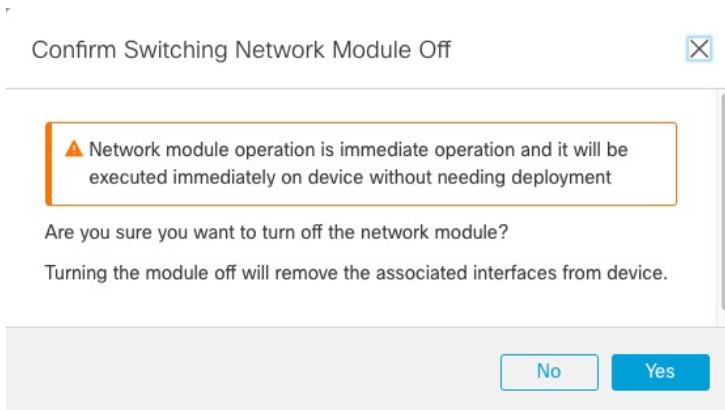 Confirm Switching Network Module Off
Network module operation is immediate operation and it will be
executed immediately on device without needing deployment
Are you sure you want to turn off the network module?
Turning the module off will remove the associated interfaces from device.
No
Yes